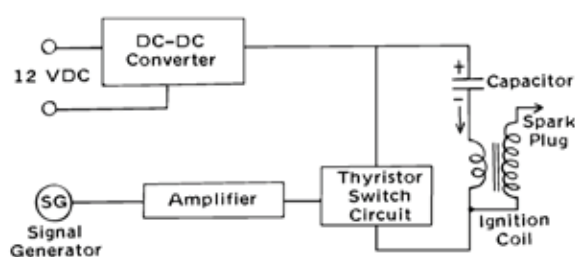 DC-DC
Converter
12 VDC
+
Capacitor
-
Spark
Plug
Thyristor
Switch
Circuit
Amplifier
SG
Signal
Generator
Ignition
Coil